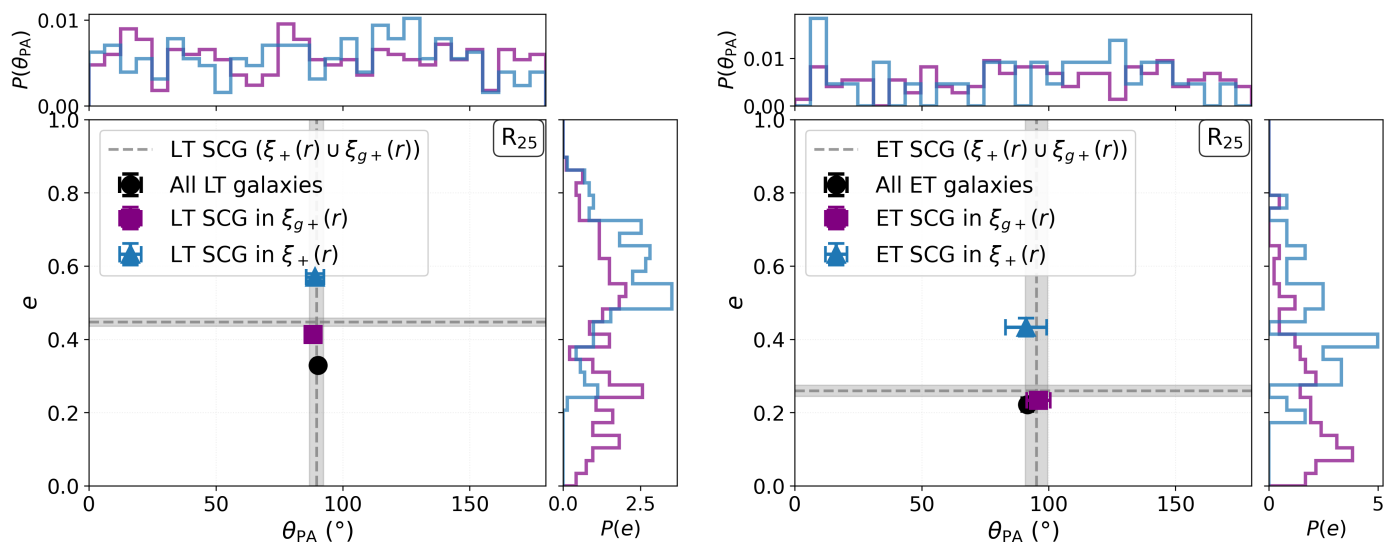 0.01
P(θPA)
0.00
1.0
R25
LT SCG (ξ+(r) ∪ ξg+(r))
All LT galaxies
LT SCG in ξg+(r)
LT SCG in ξ+(r)
0.8
0.6
e
0.4
0.2
0.0
0 50 100 150
θPA (°)
0.0 2.5
P(e)
0.01
P(θPA)
0.00
1.0
R25
ET SCG (ξ+(r) ∪ ξg+(r))
All ET galaxies
ET SCG in ξg+(r)
ET SCG in ξ+(r)
0.8
0.6
e
0.4
0.2
0.0
0 50 100 150
θPA (°)
0 5
P(e)